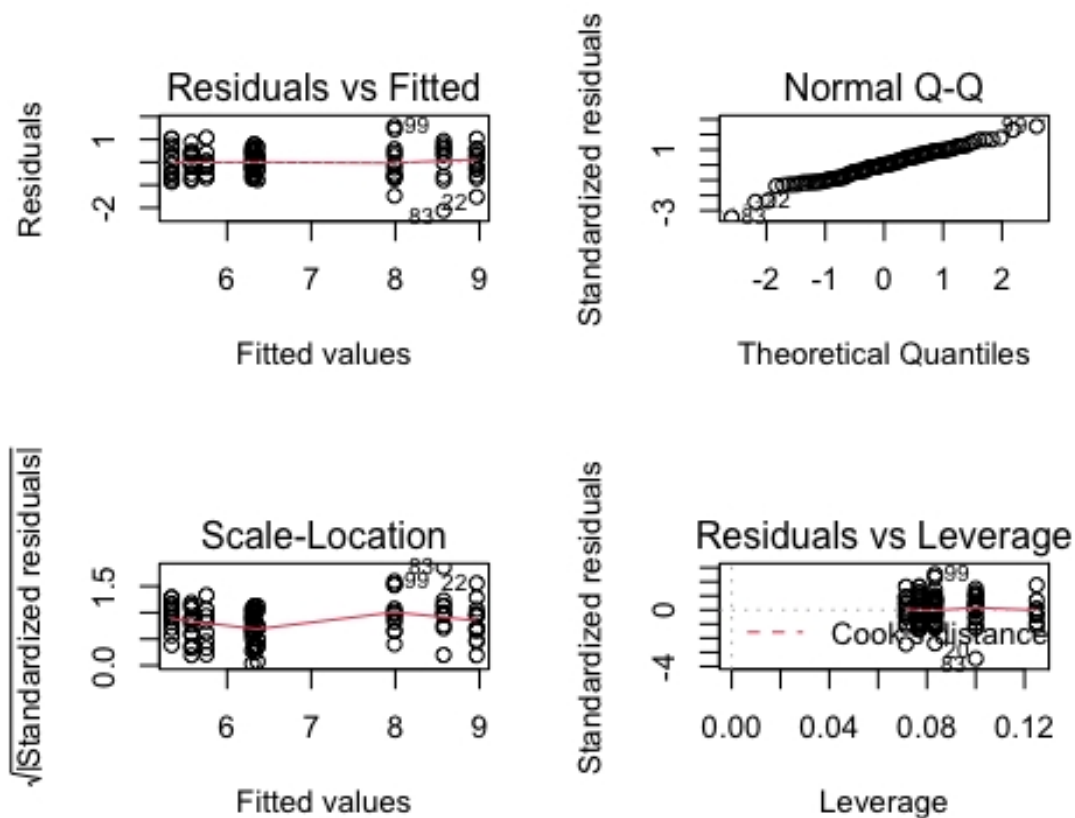 Residuals vs Fitted
Residuals
1
-2
99
22
83
6 7 8 9
Fitted values
Normal Q-Q
Standardized residuals
1
-3
83
-2 -1 0 1 2
Theoretical Quantiles
Scale-Location
√|Standardized residuals|
1.5
0.0
83
99
22
6 7 8 9
Fitted values
Residuals vs Leverage
Standardized residuals
0
-4
99
Cook's distance
20
83
0.00 0.04 0.08 0.12
Leverage